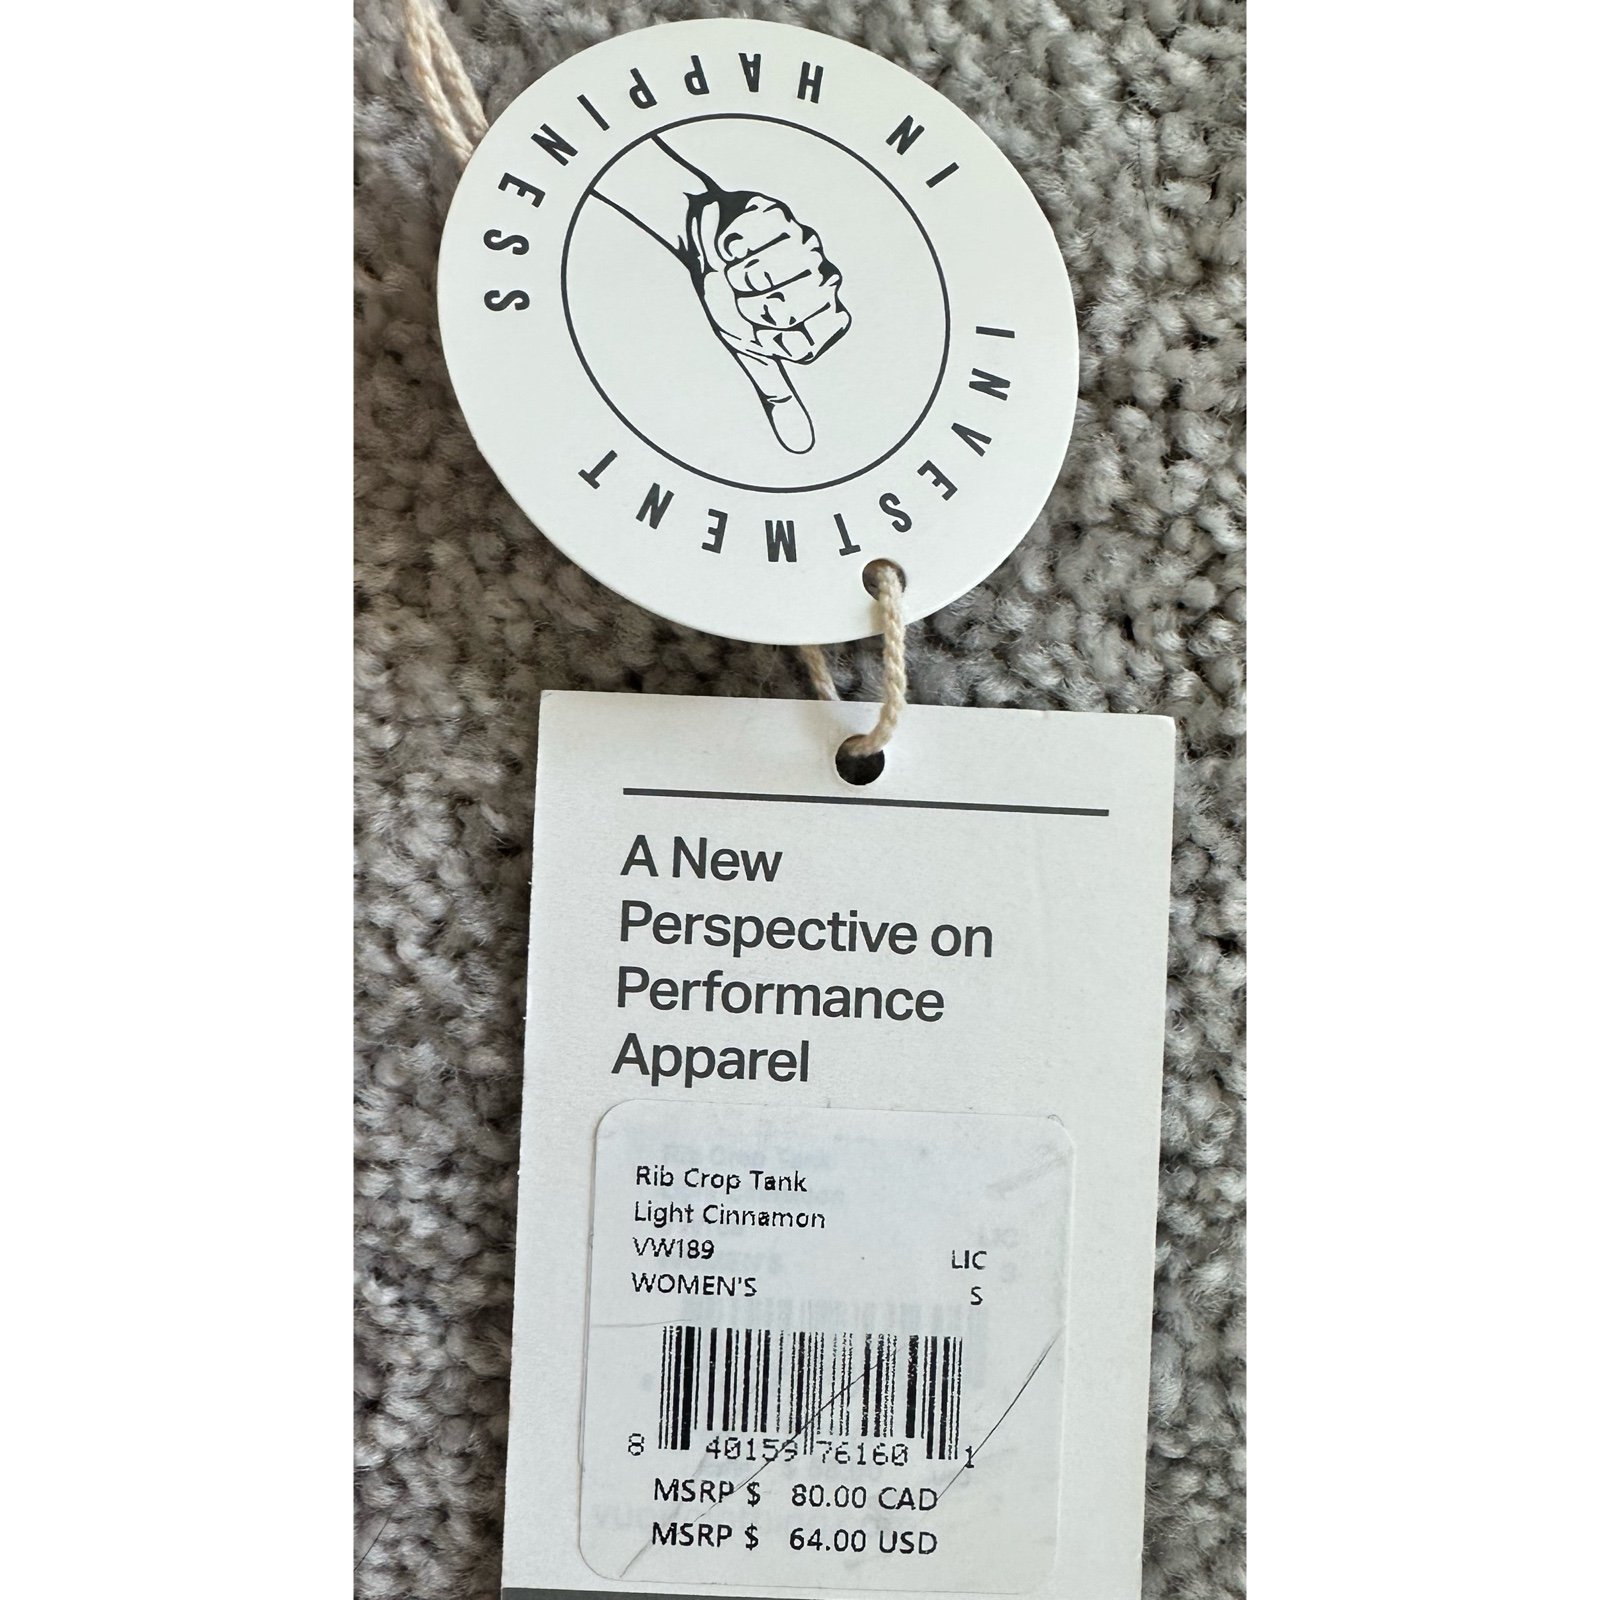 INVESTMENT IN HAPPINESS
A New
Perspective on
Performance
Apparel
Rib Crop Tank
Light Cinnamon
VW189 LIC
WOMEN'S S
8 40159 76160 1
MSRP $ 80.00 CAD
MSRP $ 64.00 USD